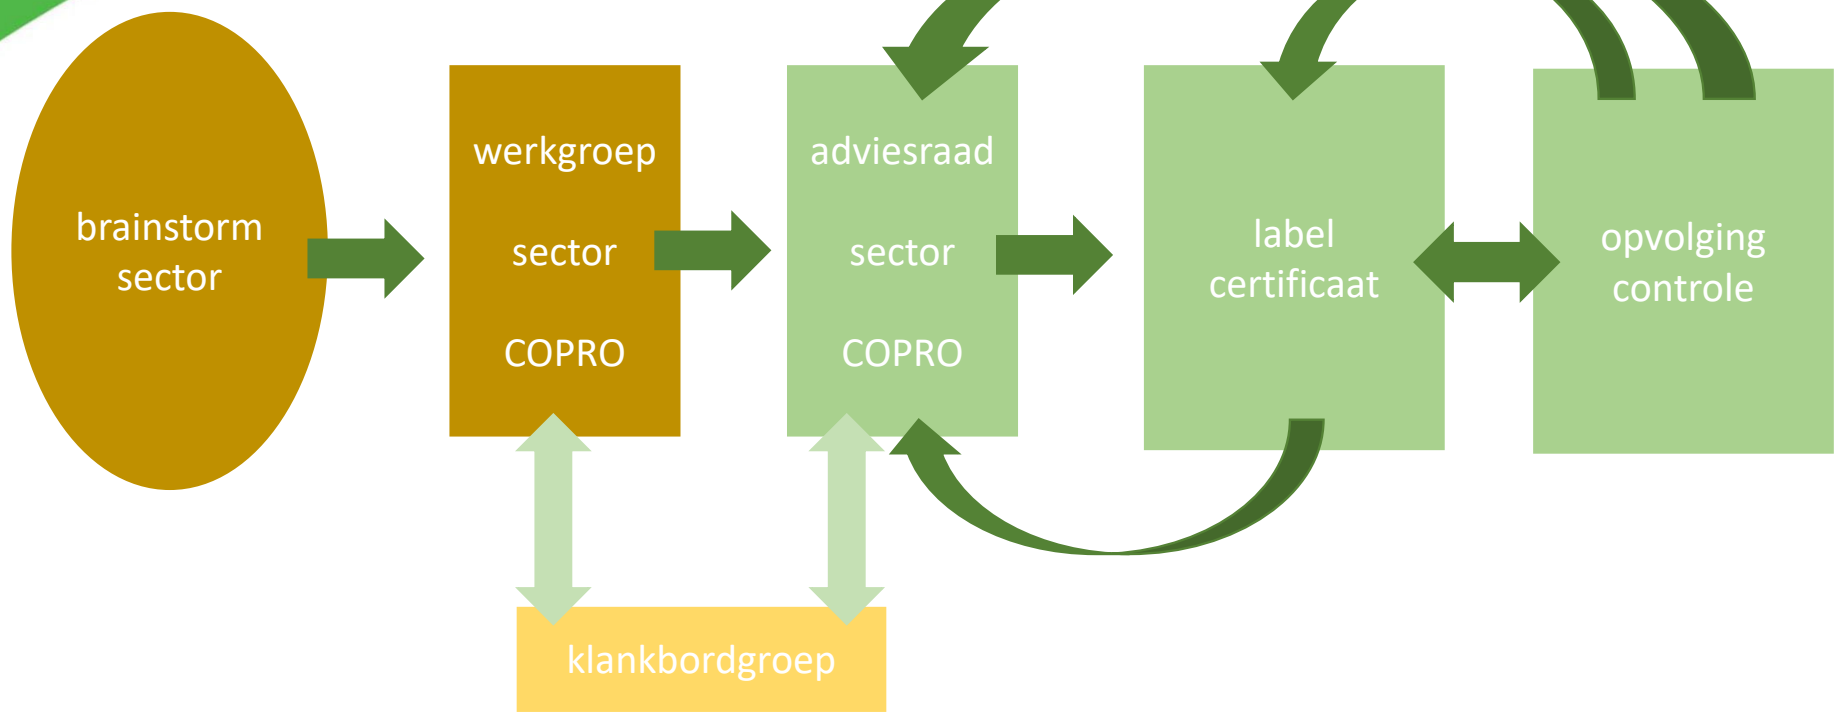 brainstorm
sector
werkgroep
sector
COPRO
adviesraad
sector
COPRO
label
certificaat
opvolging
controle
klankbordgroep